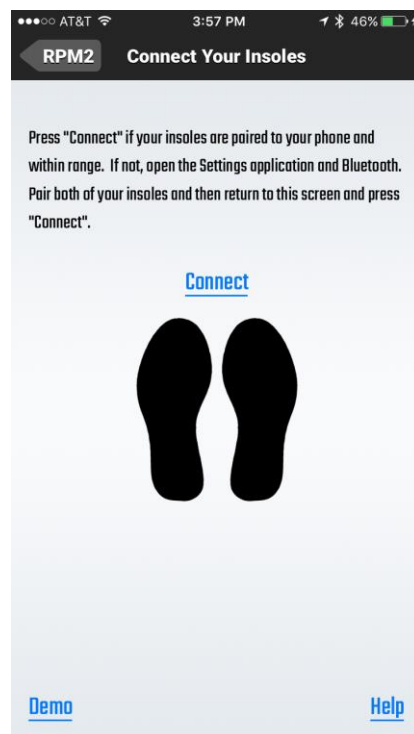 ●●●○○ AT&T 3:57 PM 46%
RPM2 Connect Your Insoles
Press "Connect" if your insoles are paired to your phone and
within range. If not, open the Settings application and Bluetooth.
Pair both of your insoles and then return to this screen and press
"Connect".
Connect
Demo Help